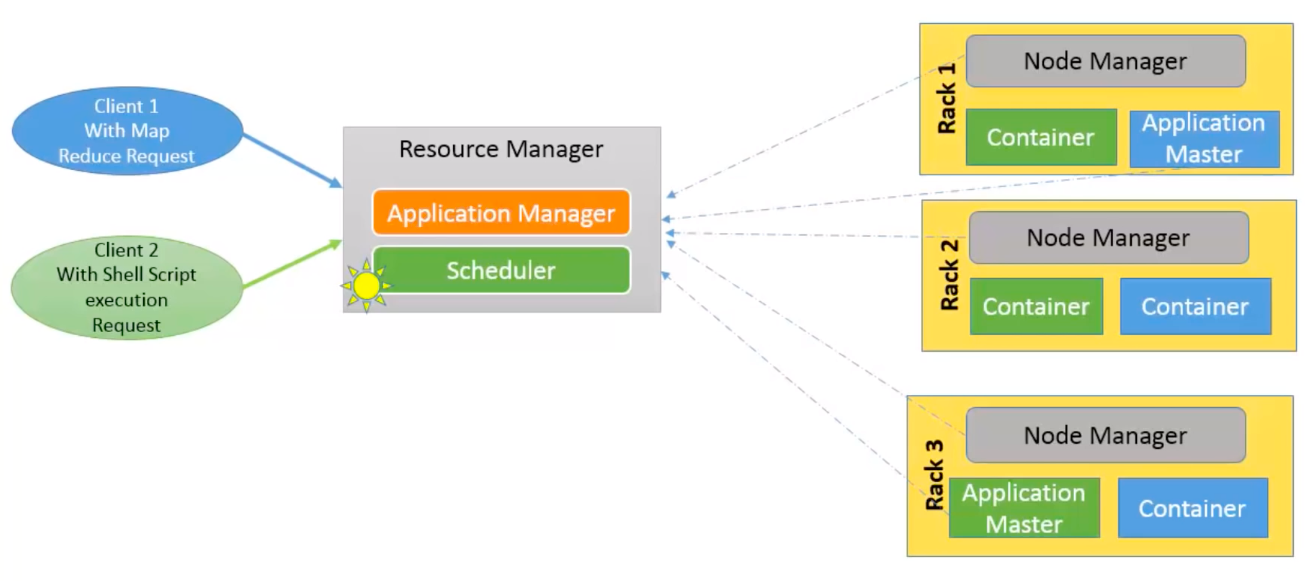 Client 1
With Map
Reduce Request
Client 2
With Shell Script
execution
Request
Resource Manager
Application Manager
Scheduler
Rack 1
Node Manager
Container
Application
Master
Rack 2
Node Manager
Container
Container
Rack 3
Node Manager
Application
Master
Container